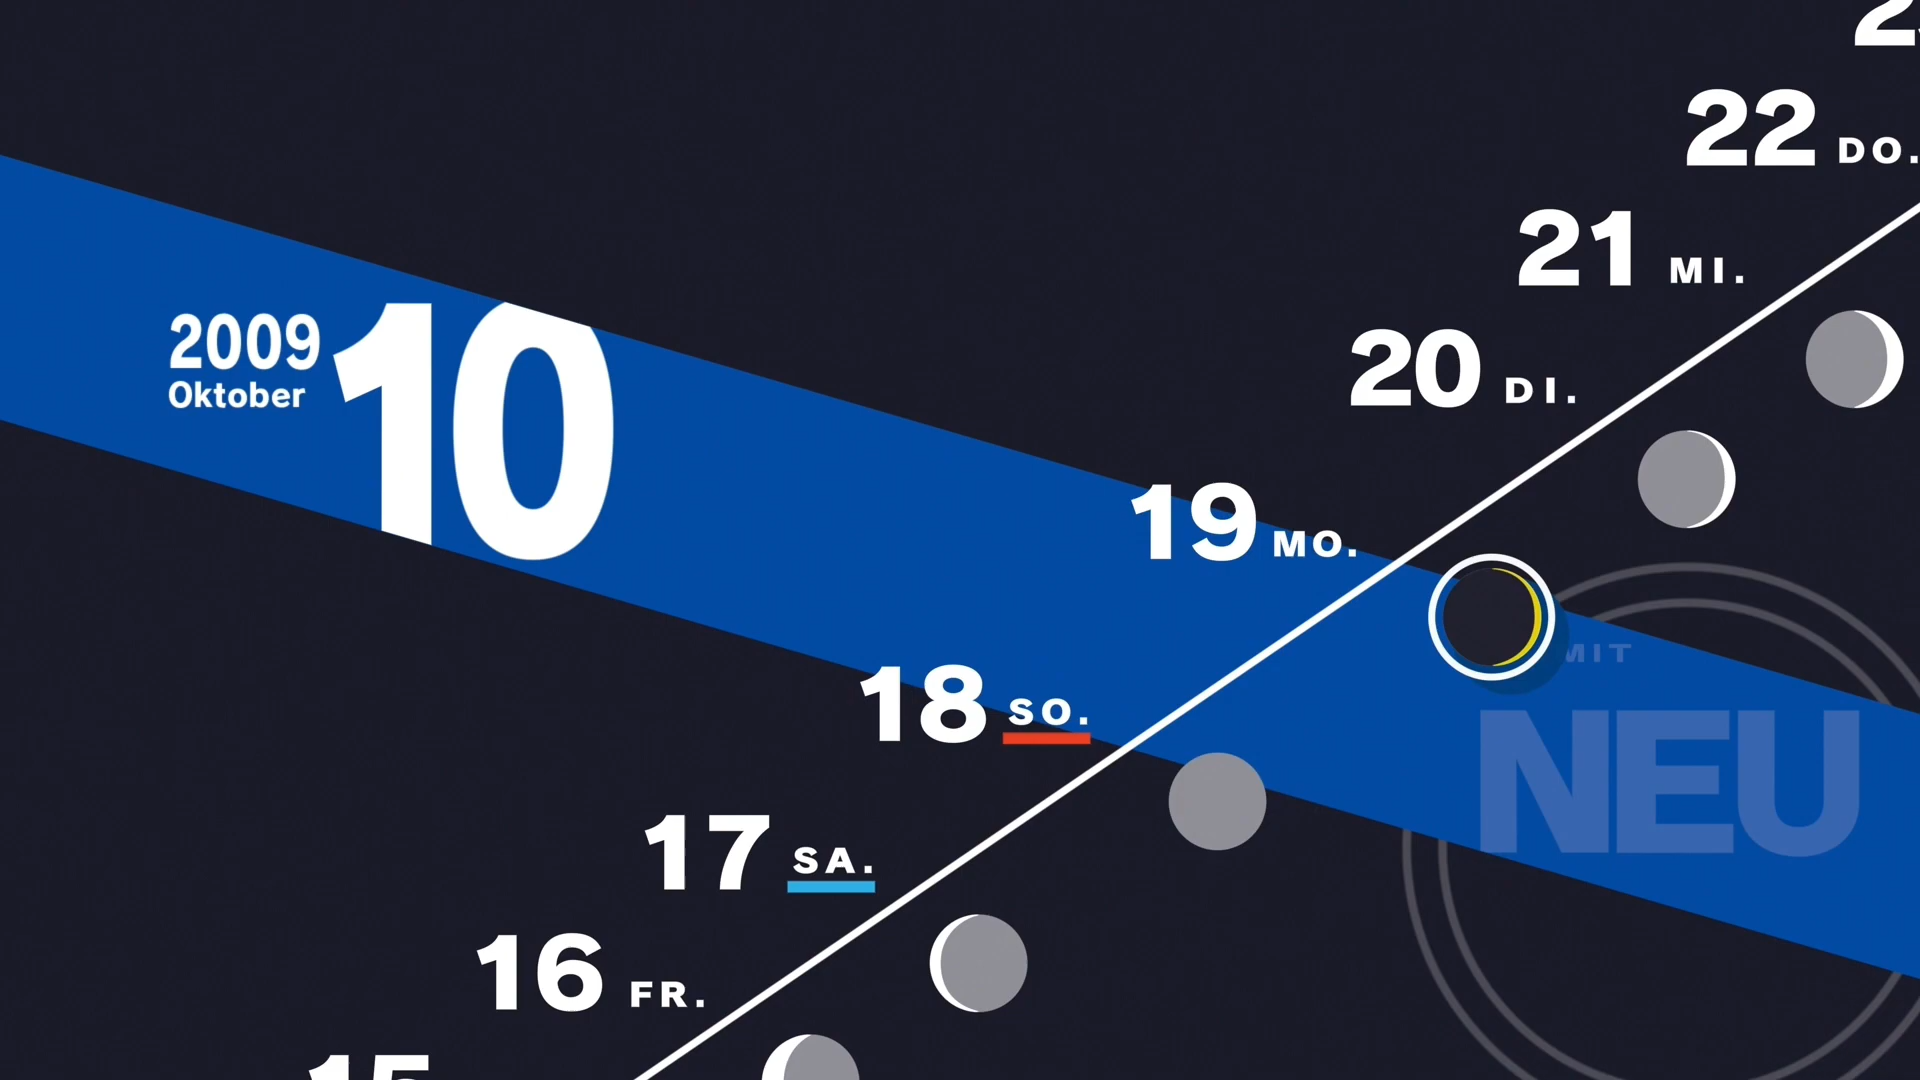 22 DO.
21 MI.
2009
Oktober
10
20 DI.
19 MO.
MIT
NEU
18 SO.
17 SA.
16 FR.
15